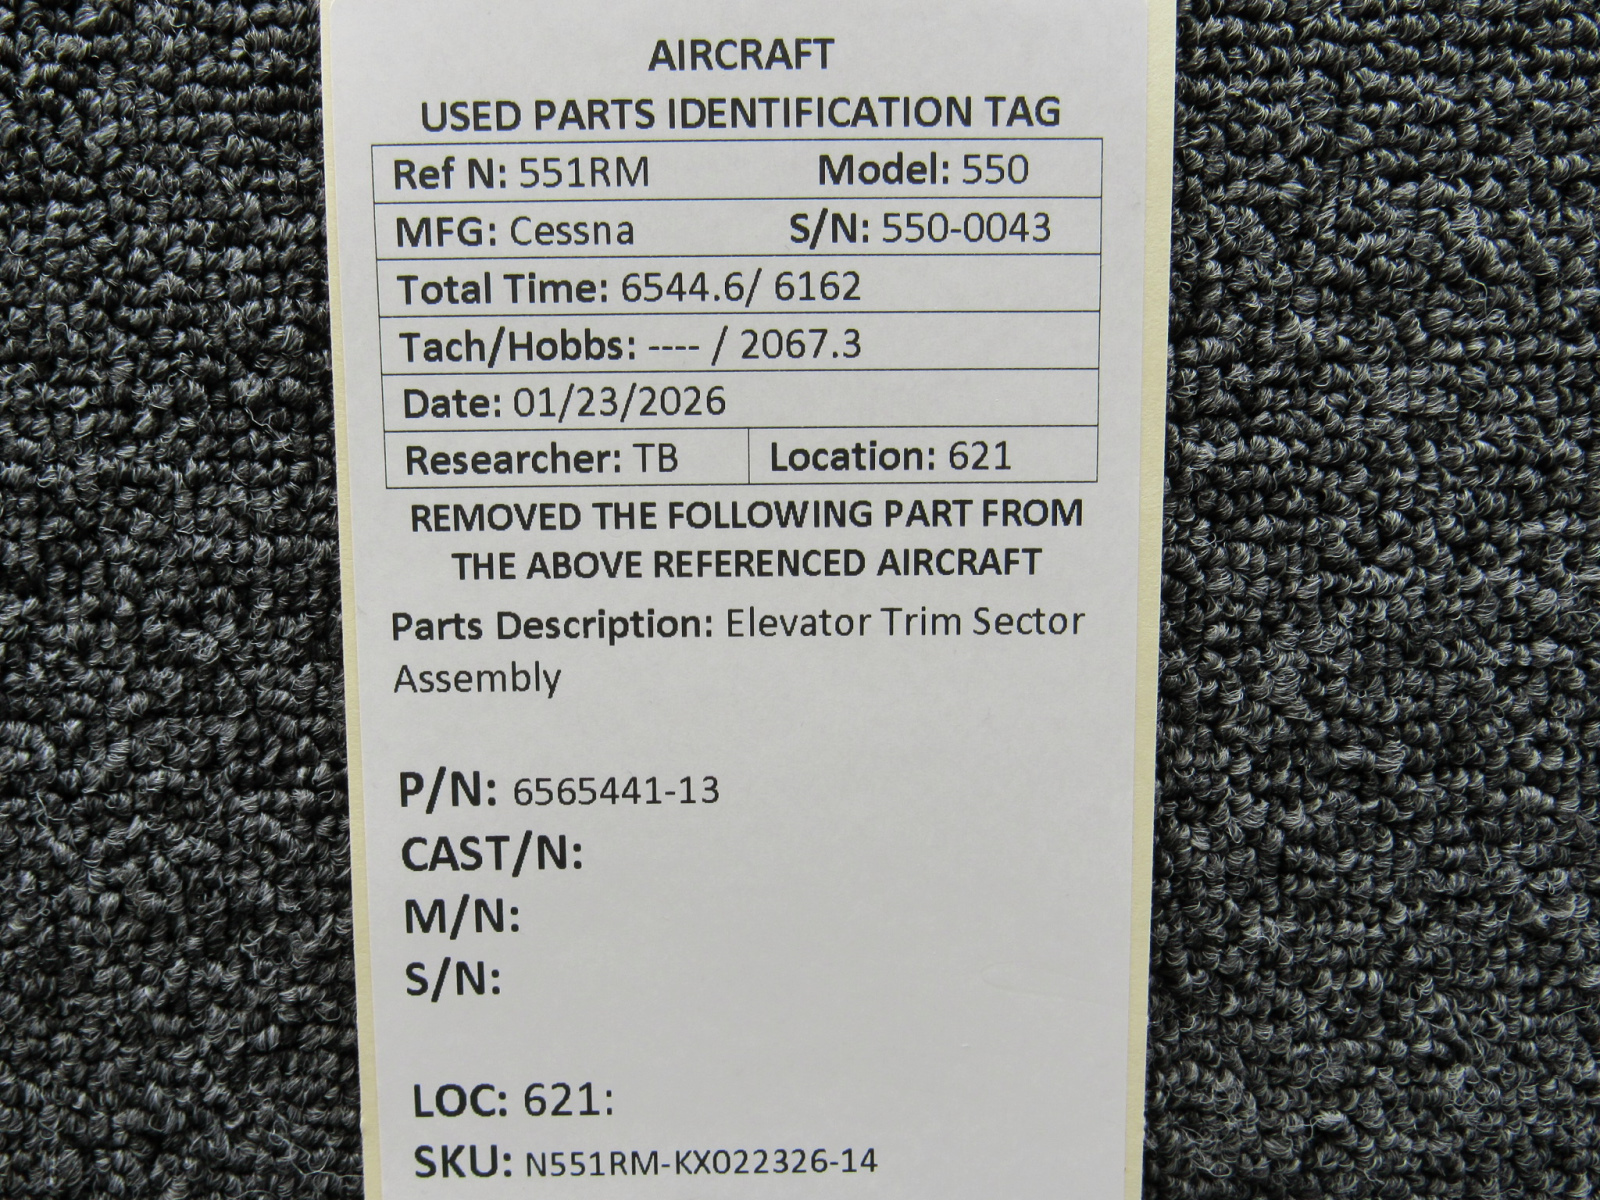 AIRCRAFT
USED PARTS IDENTIFICATION TAG
Ref N: 551RM Model: 550
MFG: Cessna S/N: 550-0043
Total Time: 6544.6/ 6162
Tach/Hobbs: ---- / 2067.3
Date: 01/23/2026
Researcher: TB Location: 621
REMOVED THE FOLLOWING PART FROM
THE ABOVE REFERENCED AIRCRAFT
Parts Description: Elevator Trim Sector
Assembly
P/N: 6565441-13
CAST/N:
M/N:
S/N:
LOC: 621:
SKU: N551RM-KX022326-14